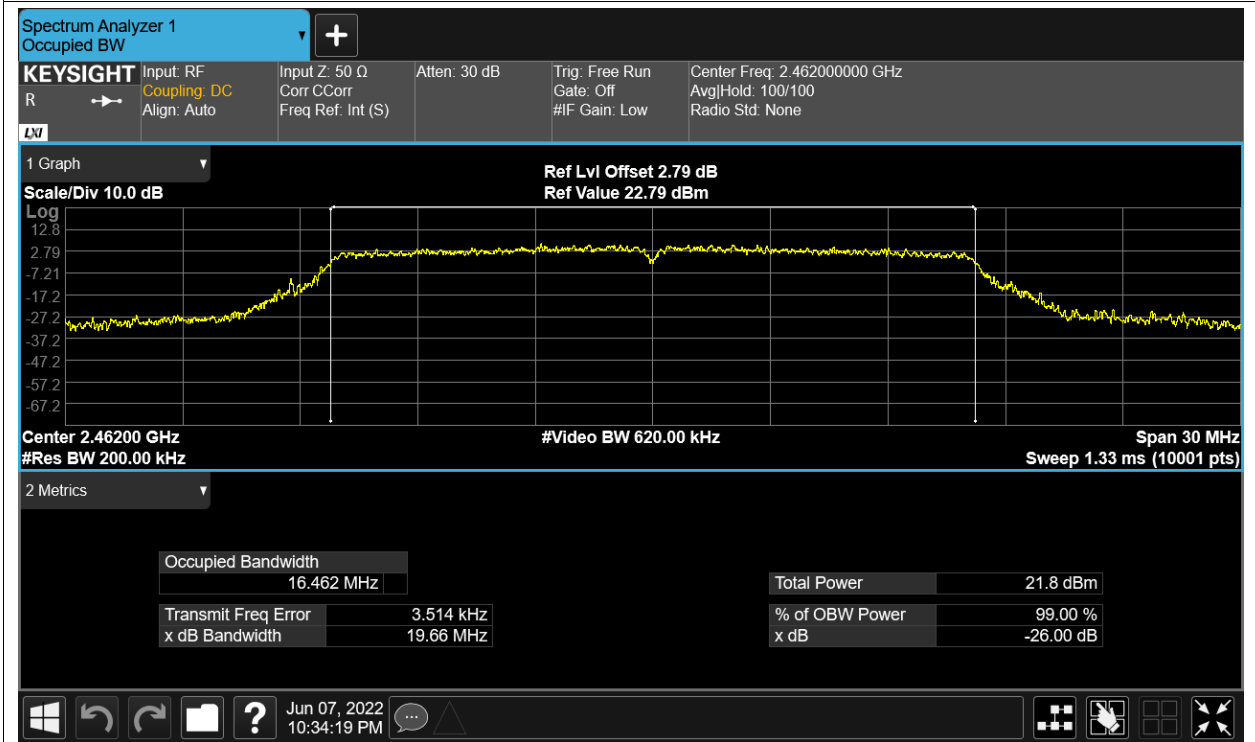 Spectrum Analyzer 1
Occupied BW
KEYSIGHT
R
LXI
Input: RF
Coupling: DC
Align: Auto
Input Z: 50 Ω
Corr CCorr
Freq Ref: Int (S)
Atten: 30 dB
Trig: Free Run
Gate: Off
#IF Gain: Low
Center Freq: 2.462000000 GHz
Avg|Hold: 100/100
Radio Std: None
1 Graph
Scale/Div 10.0 dB
Ref Lvl Offset 2.79 dB
Ref Value 22.79 dBm
Log
12.8
2.79
-7.21
-17.2
-27.2
-37.2
-47.2
-57.2
-67.2
Center 2.46200 GHz
#Video BW 620.00 kHz
Span 30 MHz
#Res BW 200.00 kHz
Sweep 1.33 ms (10001 pts)
2 Metrics
Occupied Bandwidth
16.462 MHz
Total Power 21.8 dBm
Transmit Freq Error 3.514 kHz
% of OBW Power 99.00 %
x dB Bandwidth 19.66 MHz
x dB -26.00 dB
?
Jun 07, 2022
10:34:19 PM